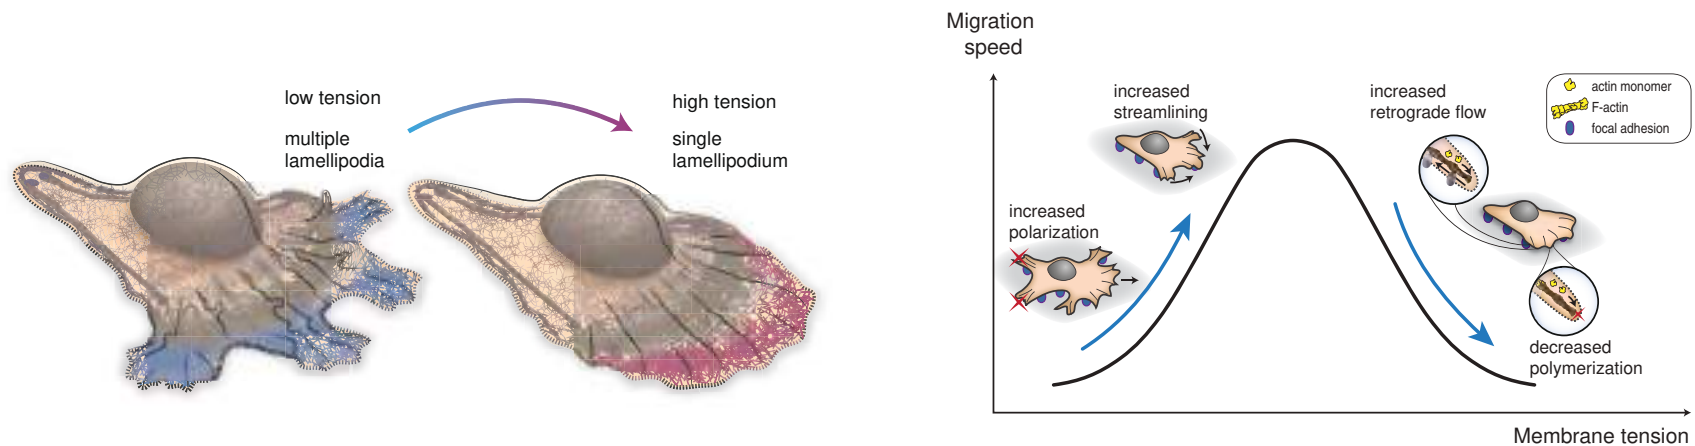 low tension
multiple
lamellipodia
high tension
single
lamellipodium
Migration
speed
increased
polarization
increased
streamlining
increased
retrograde flow
actin monomer
F-actin
focal adhesion
decreased
polymerization
Membrane tension